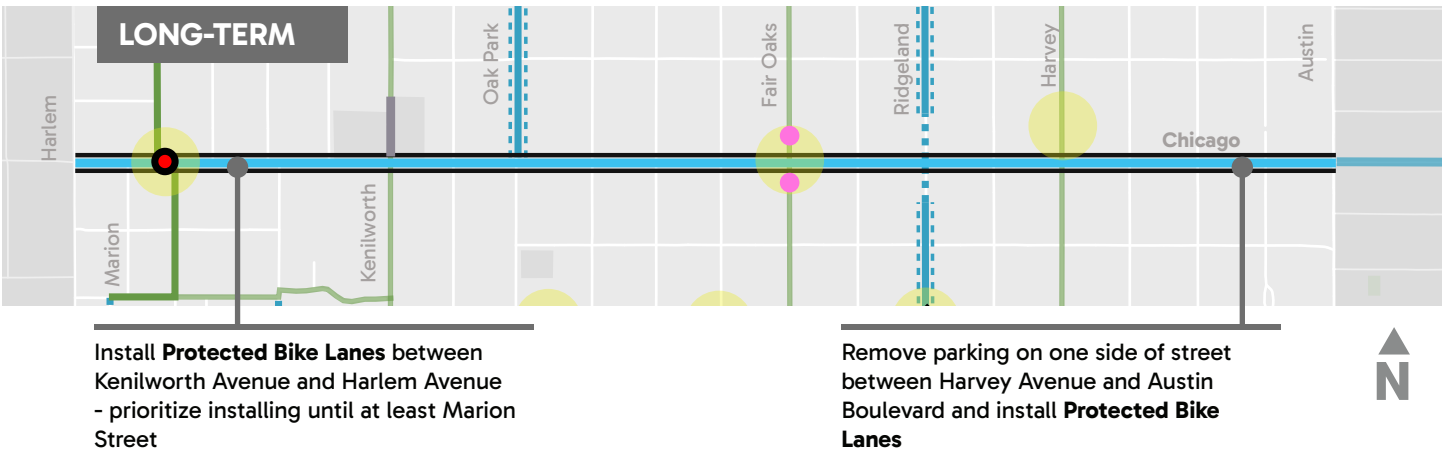 LONG-TERM
Harlem
Marion
Kenilworth
Oak Park
Fair Oaks
Ridgeland
Harvey
Austin
Chicago
Install Protected Bike Lanes between
Kenilworth Avenue and Harlem Avenue
- prioritize installing until at least Marion
Street
Remove parking on one side of street
between Harvey Avenue and Austin
Boulevard and install Protected Bike
Lanes
N